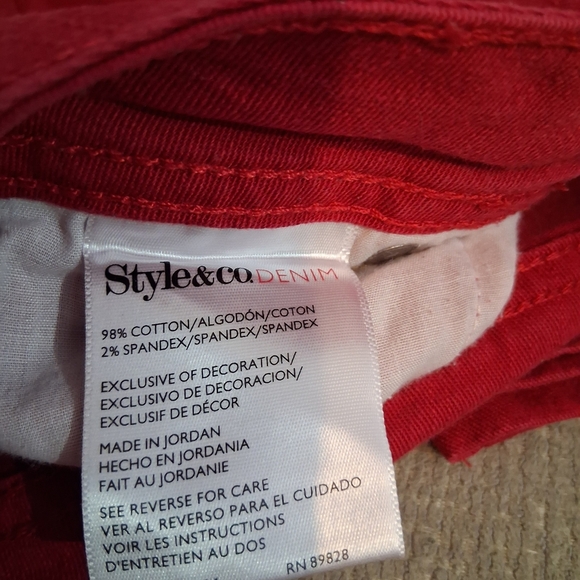 Style&co. DENIM
98% COTTON/ALGODÓN/COTON
2% SPANDEX/SPANDEX/SPANDEX
EXCLUSIVE OF DECORATION/
EXCLUSIVO DE DECORACION/
EXCLUSIF DE DÉCOR
MADE IN JORDAN
HECHO EN JORDANIA
FAIT AU JORDANIE
SEE REVERSE FOR CARE
VER AL REVERSO PARA EL CUIDADO
VOIR LES INSTRUCTIONS
D'ENTRETIEN AU DOS
RN 89828